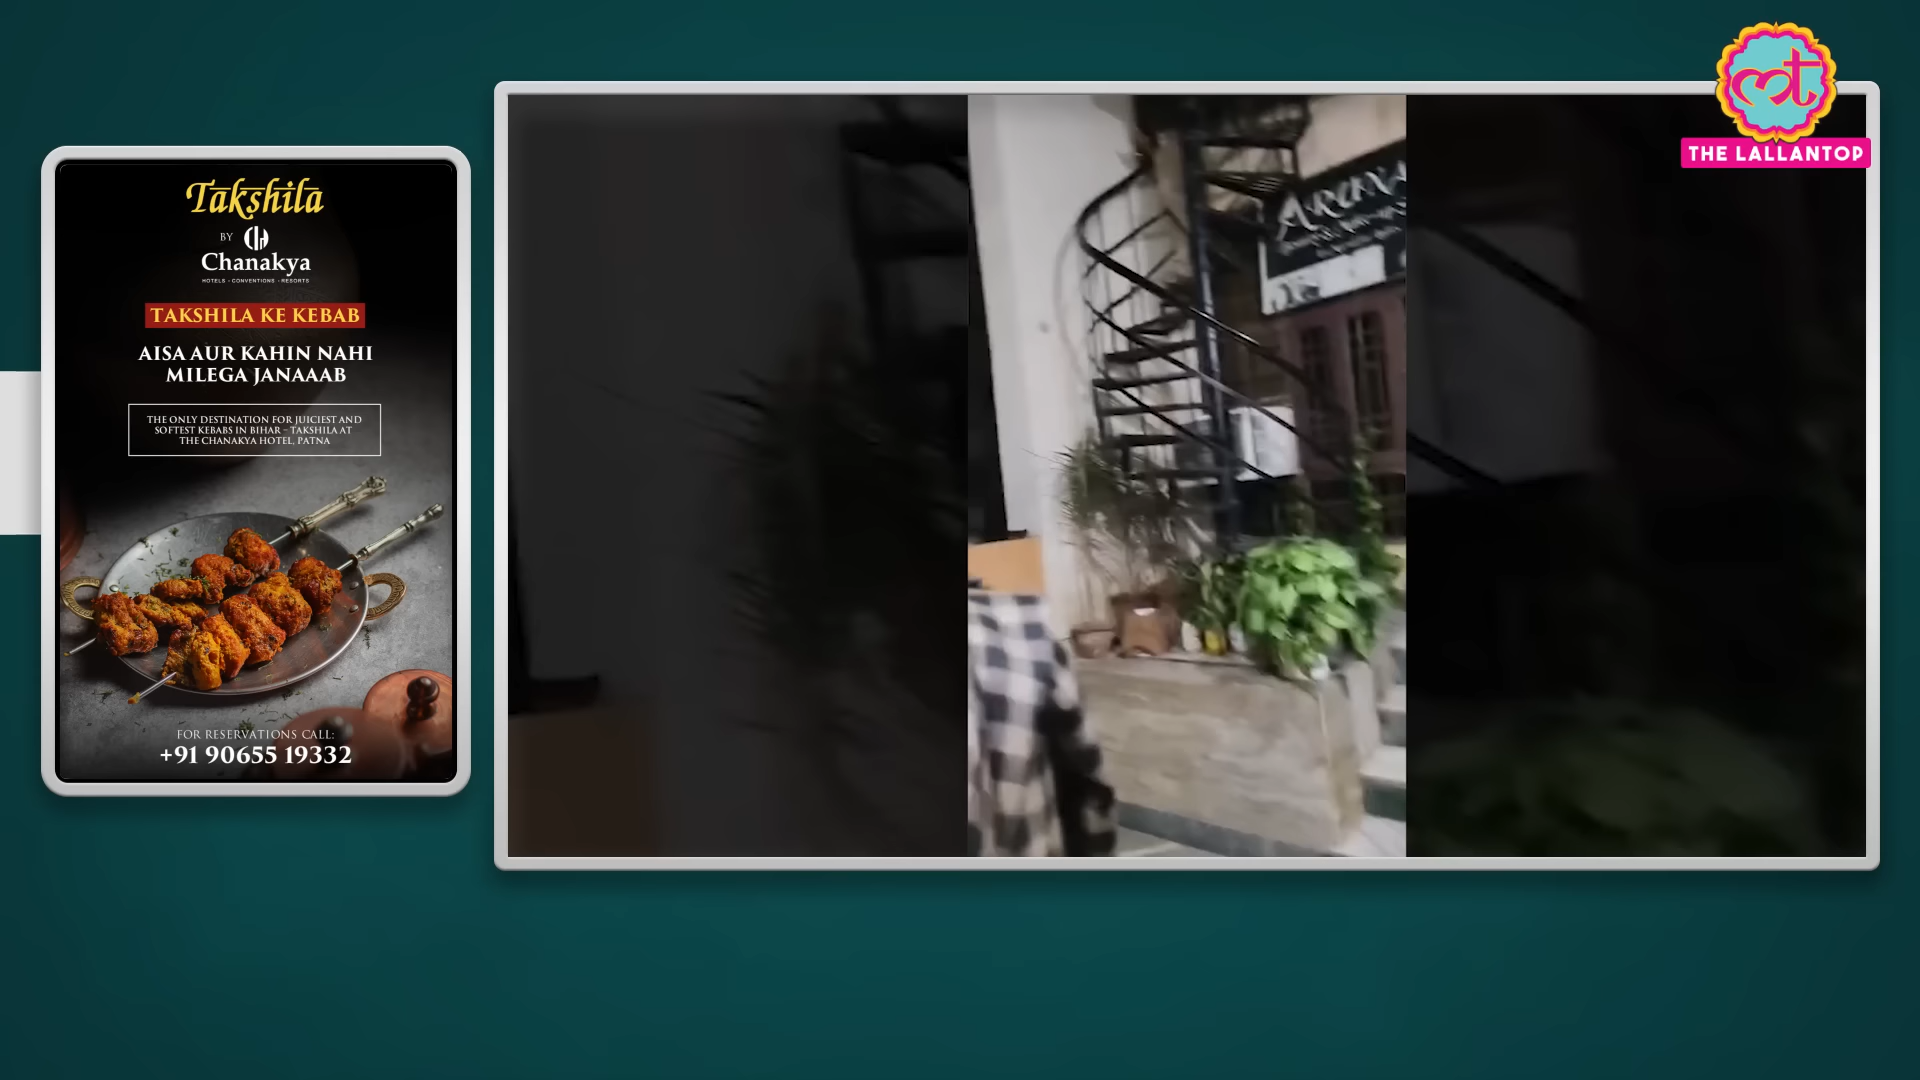 Takshila
BY
Chanakya
HOTELS - CONVENTIONS - RESORTS
TAKSHILA KE KEBAB
AISA AUR KAHIN NAHI
MILEGA JANAAAB
THE ONLY DESTINATION FOR JUICIEST AND
SOFTEST KEBABS IN BIHAR - TAKSHILA AT
THE CHANAKYA HOTEL, PATNA
FOR RESERVATIONS CALL:
+91 90655 19332
THE LALLANTOP